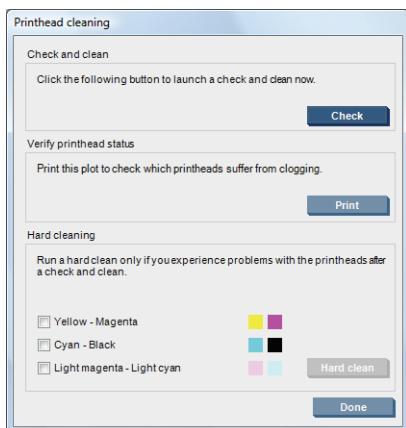 Printhead cleaning
Check and clean
Click the following button to launch a check and clean now.
Check
Verify printhead status
Print this plot to check which printheads suffer from clogging.
Print
Hard cleaning
Run a hard clean only if you experience problems with the printheads after
a check and clean.
Yellow - Magenta
Cyan - Black
Light magenta - Light cyan
Hard clean
Done